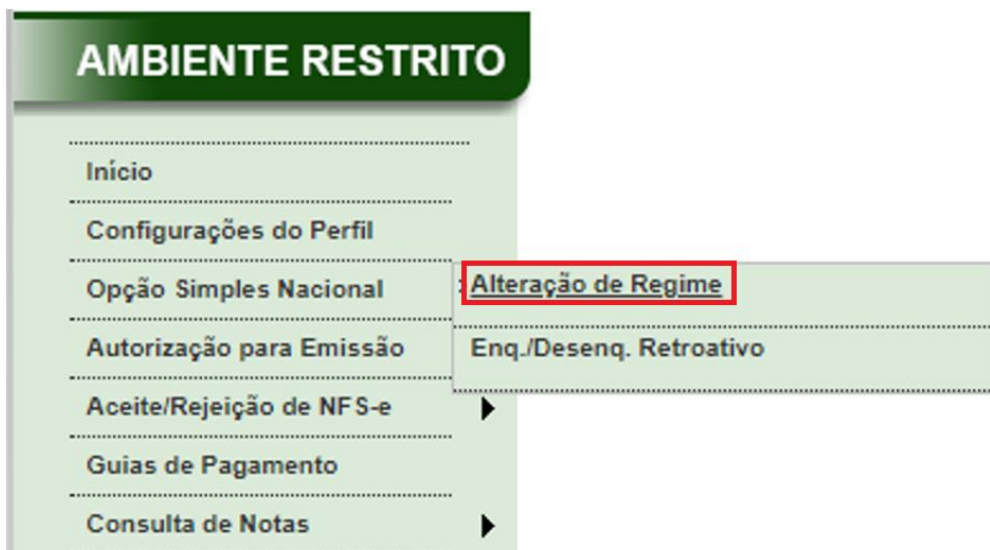 AMBIENTE RESTRITO
Início
Configurações do Perfil
Opção Simples Nacional
Alteração de Regime
Autorização para Emissão
Enq./Desenq. Retroativo
Aceite/Rejeição de NFS-e
Guias de Pagamento
Consulta de Notas